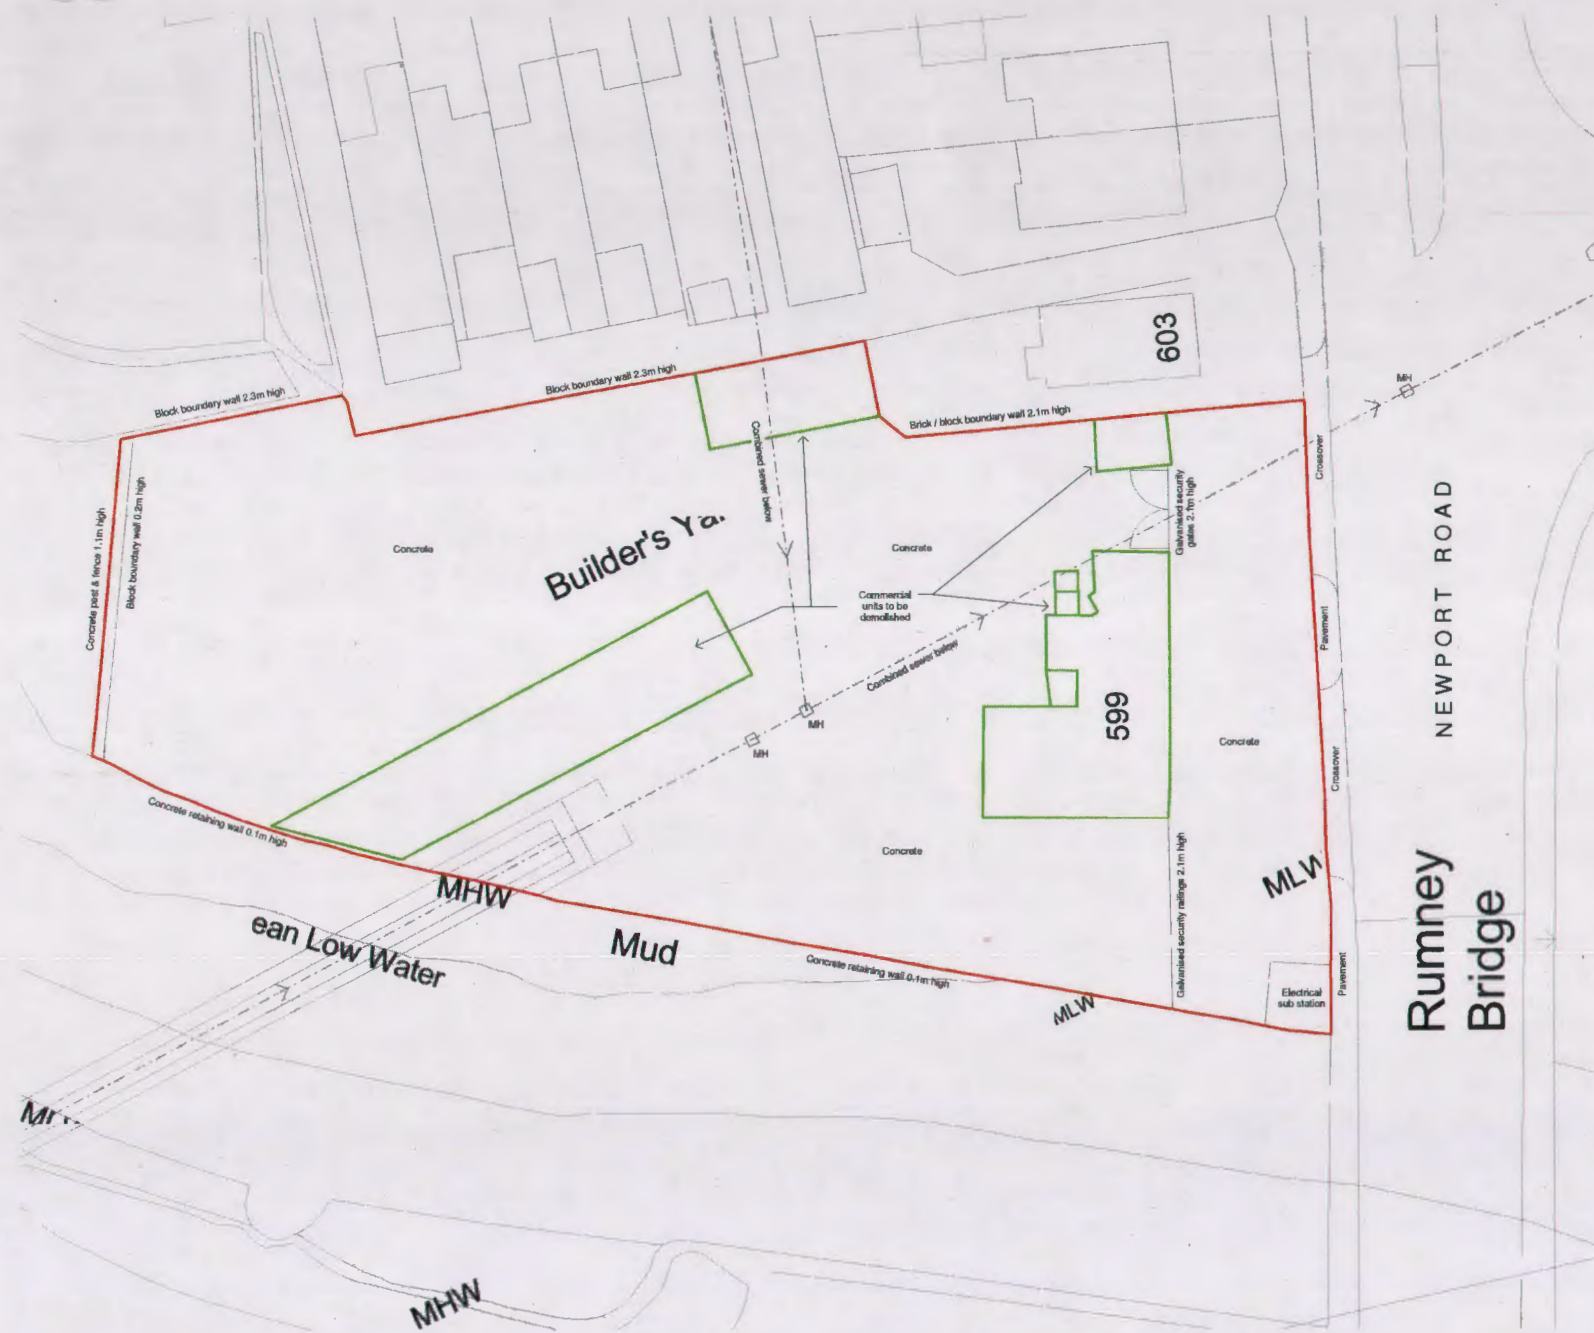 603
MH
Block boundary wall 2.3m high
Block boundary wall 2.3m high
Brick / block boundary wall 2.1m high
Crossover
Combined sewer below
Galvanised security
gates 2.1m high
Concrete post & fence 1.1m high
Block boundary wall 0.2m high
Concrete
Builder's Ya
Concrete
Commercial
units to be
demolished
Combined sewer below
Pavement
NEWPORT ROAD
599
MH
MH
Concrete
Crossover
Concrete retaining wall 0.1m high
Concrete
Galvanised security railings 2.1m high
MHW
MLW
ean Low Water
Mud
Concrete retaining wall 0.1m high
MLW
Electrical
sub station
Pavement
Rumney
Bridge
MHW